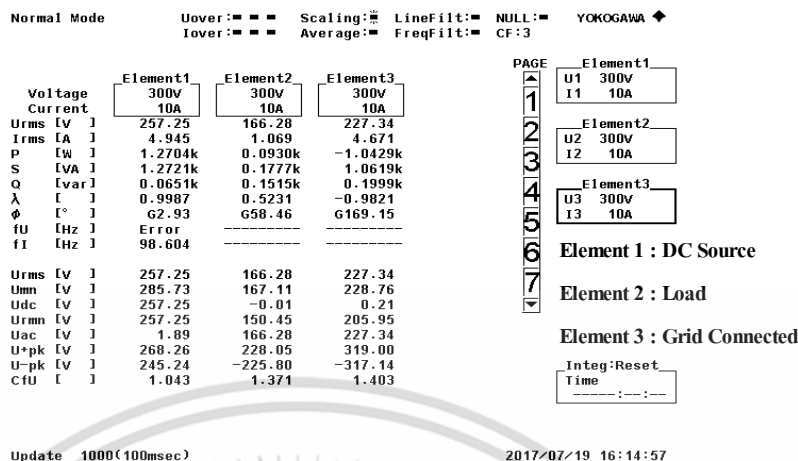 Normal Mode Uover:= = = Scaling:= LineFilt:= NULL:= YOKOGAWA ◆
Iover:= = = Average:= FreqFilt:= CF:3
PAGE
Element1 Element2 Element3
Voltage 300V 300V 300V
Current 10A 10A 10A
Urms [V ] 257.25 166.28 227.34
Irms [A ] 4.945 1.069 4.671
P [W ] 1.2704k 0.0930k -1.0429k
S [VA ] 1.2721k 0.1777k 1.0619k
Q [var] 0.0651k 0.1515k 0.1999k
λ [ ] 0.9987 0.5231 -0.9821
ϕ [° ] G2.93 G58.46 G169.15
fU [Hz ] Error --------- ---------
fI [Hz ] 98.604 --------- ---------
Urms [V ] 257.25 166.28 227.34
Umn [V ] 285.73 167.11 228.76
Udc [V ] 257.25 -0.01 0.21
Urmn [V ] 257.25 150.45 205.95
Uac [V ] 1.89 166.28 227.34
U+pk [V ] 268.26 228.05 319.00
U-pk [V ] 245.24 -225.80 -317.14
CfU [ ] 1.043 1.371 1.403
1
2
3
4
5
6
7
Element1
U1 300V
I1 10A
Element2
U2 300V
I2 10A
Element3
U3 300V
I3 10A
Element 1 : DC Source
Element 2 : Load
Element 3 : Grid Connected
Integ:Reset
Time
-----:--:--
Update 1000(100msec) 2017/07/19 16:14:57